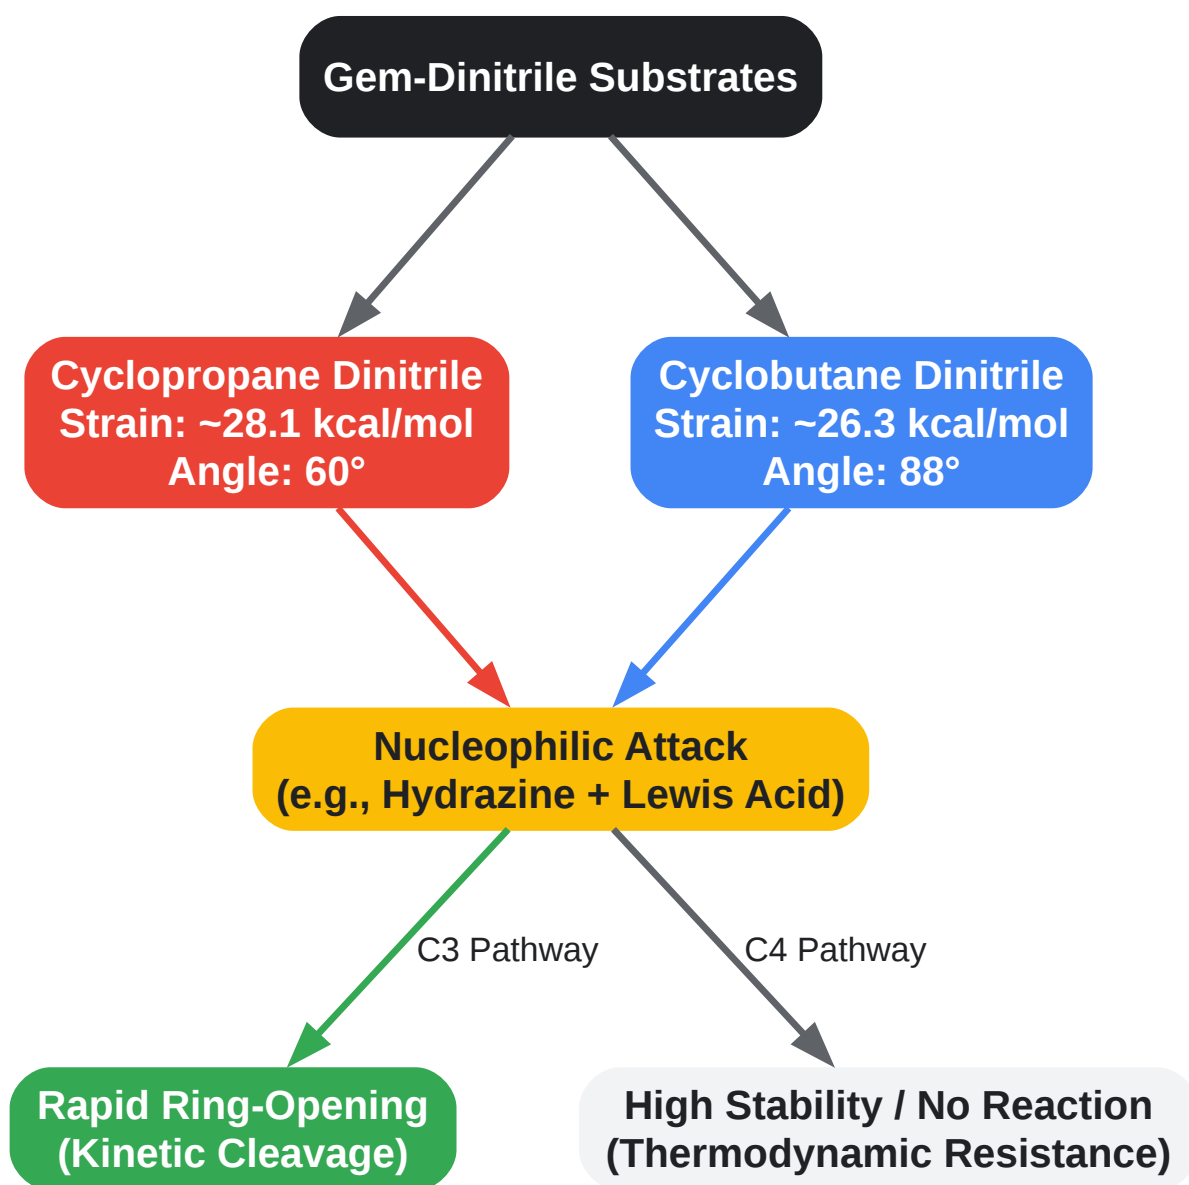 Gem-Dinitrile Substrates
Cyclopropane Dinitrile
Strain: ~28.1 kcal/mol
Angle: 60°
Cyclobutane Dinitrile
Strain: ~26.3 kcal/mol
Angle: 88°
Nucleophilic Attack
(e.g., Hydrazine + Lewis Acid)
C3 Pathway
C4 Pathway
Rapid Ring-Opening
(Kinetic Cleavage)
High Stability / No Reaction
(Thermodynamic Resistance)